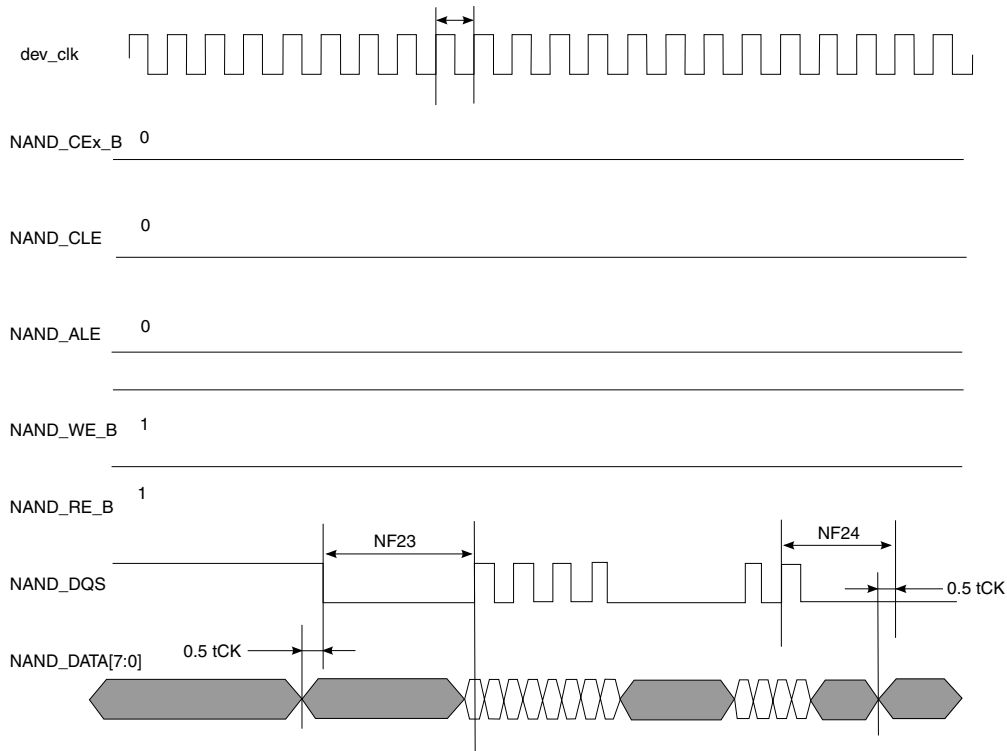 dev_clk
NAND_CEx_B 0
NAND_CLE 0
NAND_ALE 0
NAND_WE_B 1
NAND_RE_B 1
NF23
NF24
NAND_DQS
0.5 tCK
0.5 tCK
NAND_DATA[7:0]